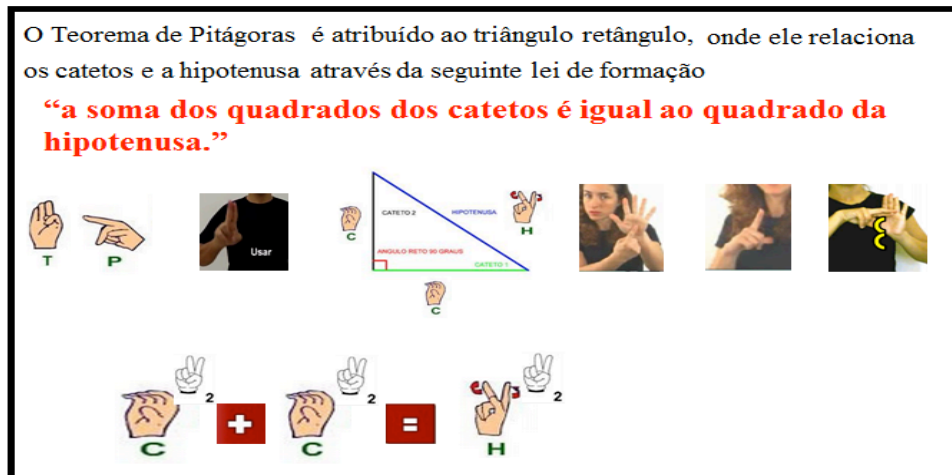 O Teorema de Pitágoras é atribuído ao triângulo retângulo, onde ele relaciona
os catetos e a hipotenusa através da seguinte lei de formação
“a soma dos quadrados dos catetos é igual ao quadrado da
hipotenusa.”
T P
Usar
C
CATETO 2
HIPOTENUSA
H
ANGULO RETO 90 GRAUS
CATETO 1
C
2 2 2
+ =
C C H